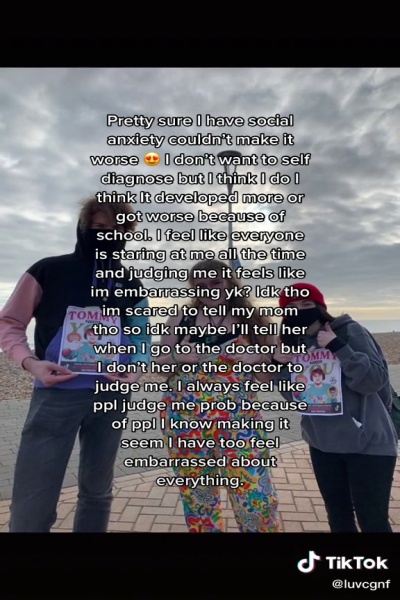 Pretty sure I have social
anxiety couldn't make it
worse 😍 I don't want to self
diagnose but I think I do I
think It developed more or
got worse because of
school. I feel like everyone
is staring at me all the time
and judging me it feels like
im embarrassing yk? Idk tho
im scared to tell my mom
tho so idk maybe I'll tell her
when I go to the doctor but
I don't her or the doctor to
judge me. I always feel like
ppl judge me prob because
of ppl I know making it
seem I have too feel
embarrassed about
everything.
TOMMY
TOMMY
TikTok
@luvcgnf